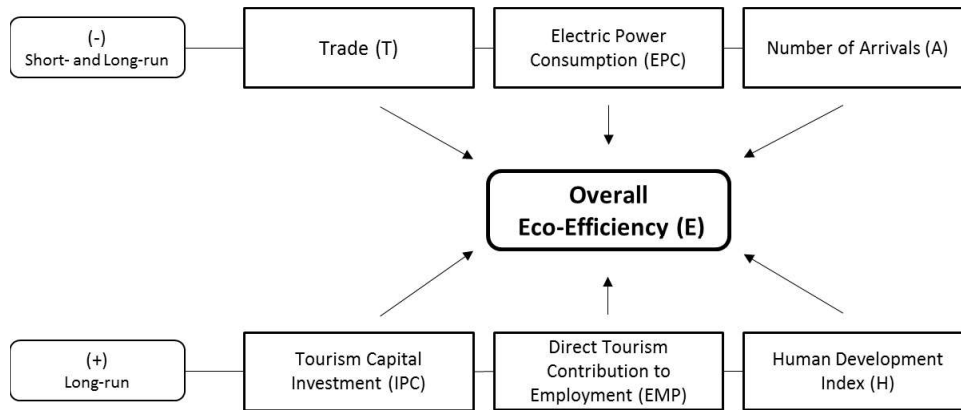 (-)
Short- and Long-run
Trade (T)
Electric Power
Consumption (EPC)
Number of Arrivals (A)
Overall
Eco-Efficiency (E)
(+)
Long-run
Tourism Capital
Investment (IPC)
Direct Tourism
Contribution to
Employment (EMP)
Human Development
Index (H)